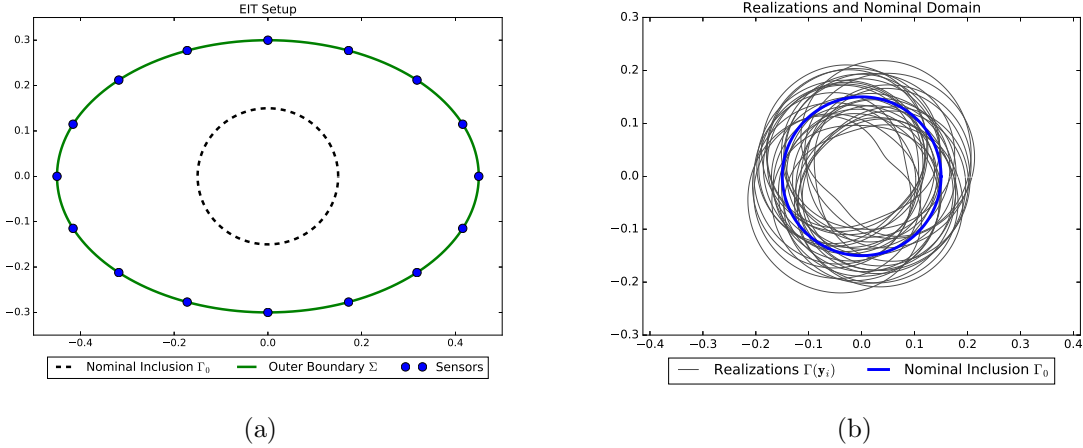 EIT Setup
0.3
0.2
0.1
0.0
−0.1
−0.2
−0.3
−0.4 −0.2 0.0 0.2 0.4
Nominal Inclusion Γ₀ Outer Boundary Σ Sensors
(a)
Realizations and Nominal Domain
0.3
0.2
0.1
0.0
−0.1
−0.2
−0.3
−0.4 −0.3 −0.2 −0.1 0.0 0.1 0.2 0.3 0.4
Realizations Γ(𝐲ᵢ) Nominal Inclusion Γ₀
(b)